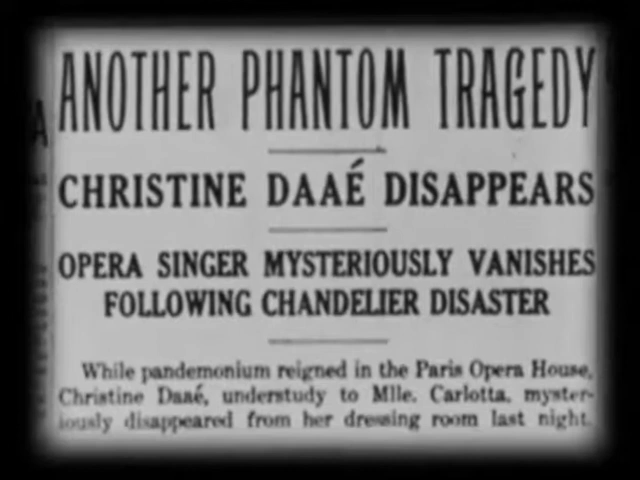 ANOTHER PHANTOM TRAGEDY
CHRISTINE DAAÉ DISAPPEARS
OPERA SINGER MYSTERIOUSLY VANISHES
FOLLOWING CHANDELIER DISASTER
While pandemonium reigned in the Paris Opera House,
Christine Daaé, understudy to Mlle. Carlotta, myster-
iously disappeared from her dressing room last night.